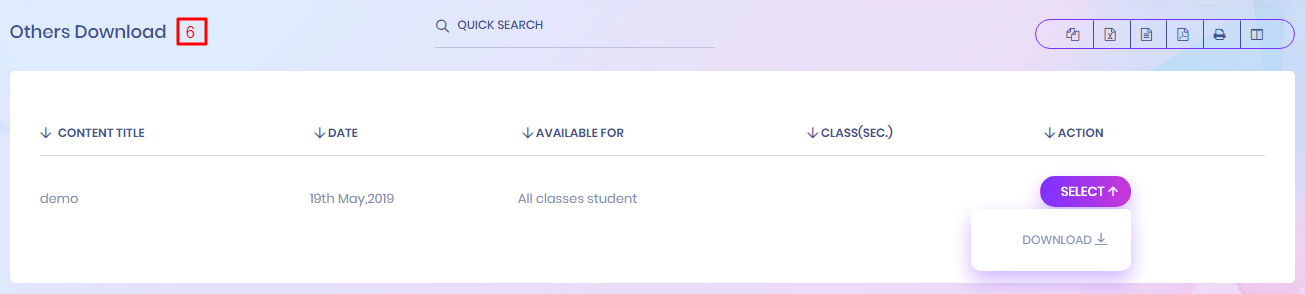 Others Download 6
QUICK SEARCH
CONTENT TITLE DATE AVAILABLE FOR CLASS(SEC.) ACTION
demo 19th May,2019 All classes student SELECT
DOWNLOAD